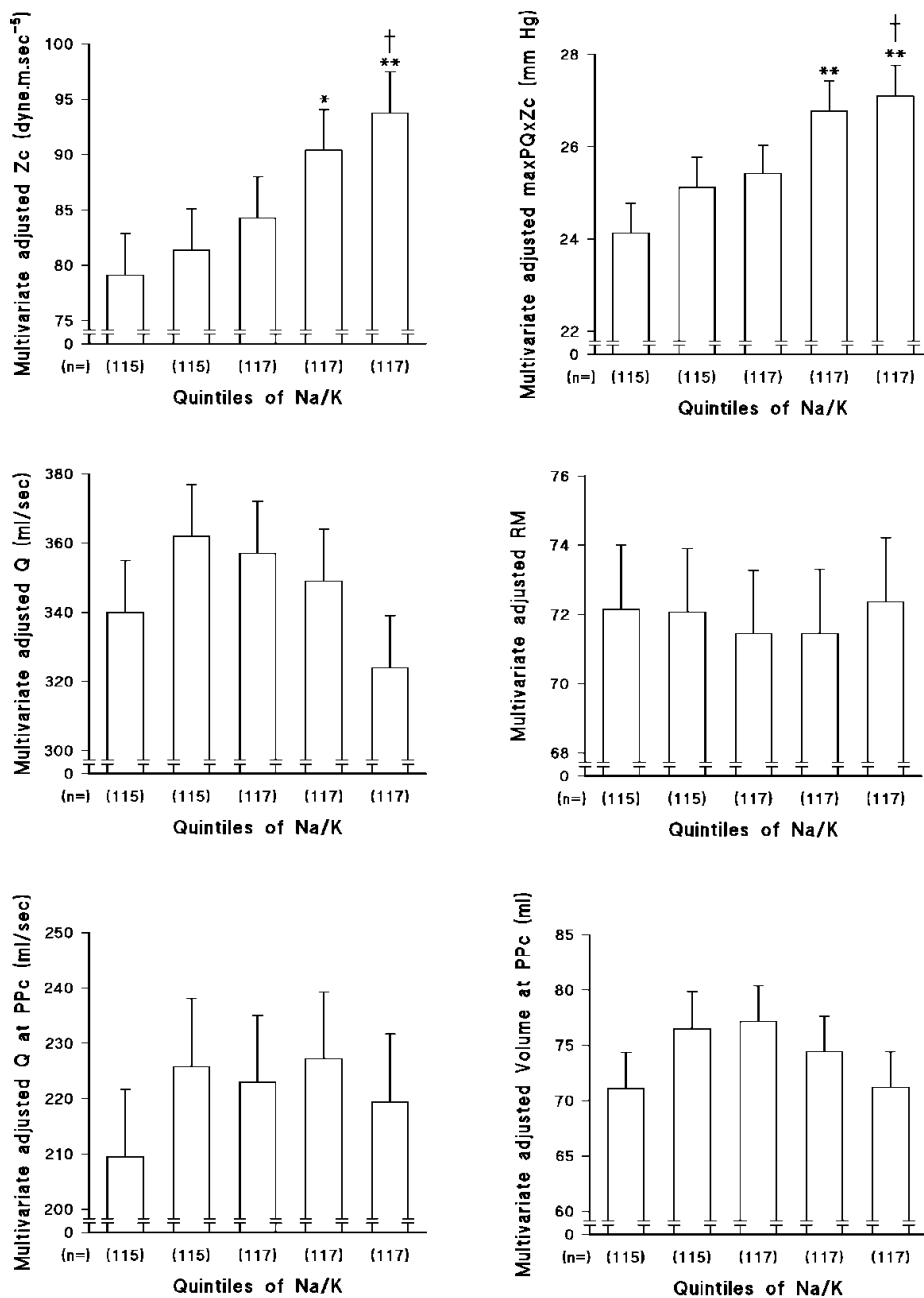 Multivariate adjusted Zc (dyne.m.sec⁻⁵)
100
95
90
85
80
75
0
*
†
**
(n=) (115) (115) (117) (117) (117)
Quintiles of Na/K
Multivariate adjusted maxPQxZc (mm Hg)
28
26
24
22
0
**
†
**
(n=) (115) (115) (117) (117) (117)
Quintiles of Na/K
Multivariate adjusted Q (ml/sec)
380
360
340
320
300
0
(n=) (115) (115) (117) (117) (117)
Quintiles of Na/K
Multivariate adjusted RM
76
74
72
70
68
0
(n=) (115) (115) (117) (117) (117)
Quintiles of Na/K
Multivariate adjusted Q at PPc (ml/sec)
250
240
230
220
210
200
0
(n=) (115) (115) (117) (117) (117)
Quintiles of Na/K
Multivariate adjusted Volume at PPc (ml)
85
80
75
70
65
60
0
(n=) (115) (115) (117) (117) (117)
Quintiles of Na/K